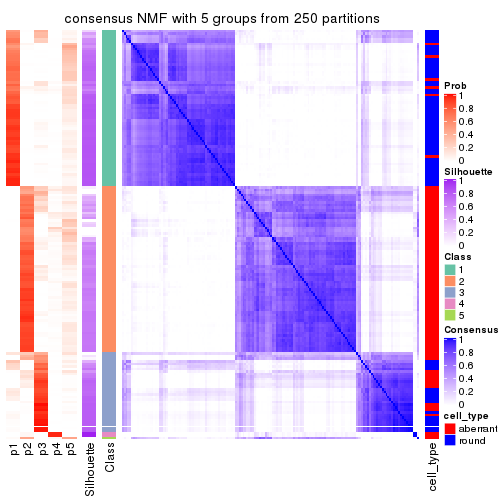 consensus NMF with 5 groups from 250 partitions
Prob
1
0.8
0.6
0.4
0.2
0
Silhouette
1
0.8
0.6
0.4
0.2
0
Class
1
2
3
4
5
Consensus
1
0.8
0.6
0.4
0.2
0
cell_type
aberrant
round
p1
p2
p3
p4
p5
Silhouette
Class
cell_type